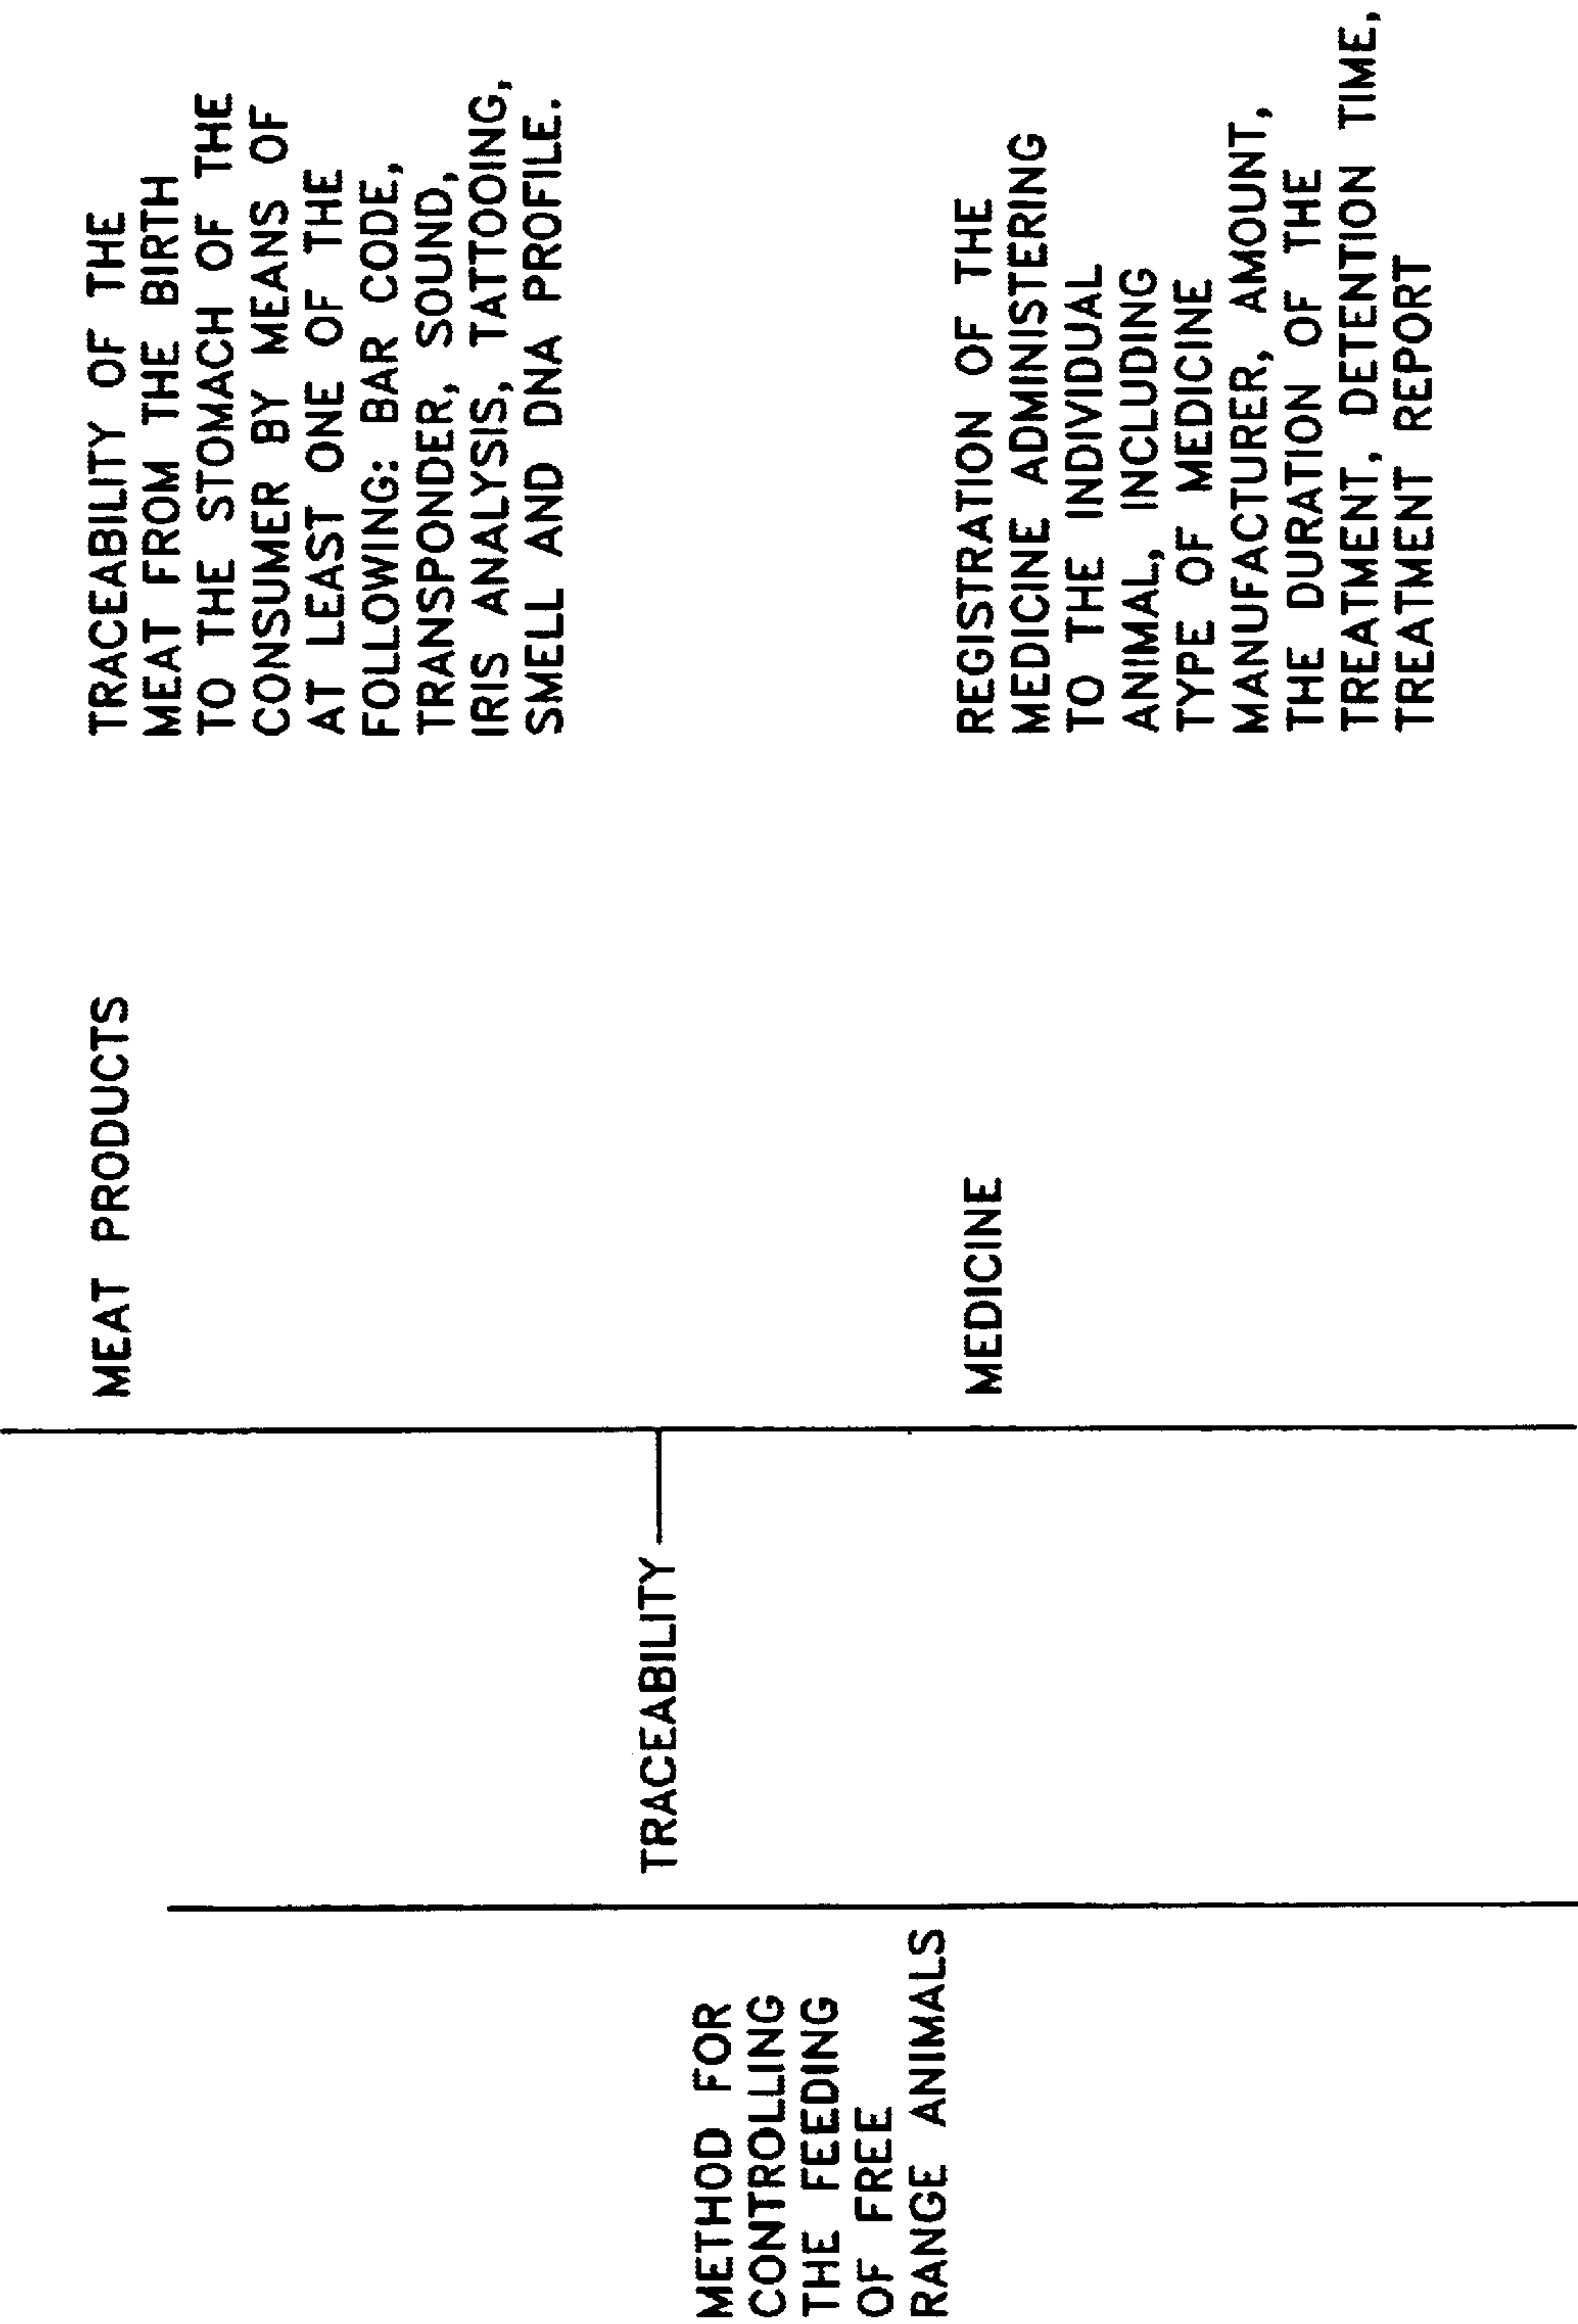 METHOD FOR
CONTROLLING
THE FEEDING
OF FREE
RANGE ANIMALS
TRACEABILITY
MEAT PRODUCTS
TRACEABILITY OF THE
MEAT FROM THE BIRTH
TO THE STOMACH OF THE
CONSUMER BY MEANS OF
AT LEAST ONE OF THE
FOLLOWING: BAR CODE,
TRANSPONDER, SOUND,
IRIS ANALYSIS, TATTOOING,
SMELL AND DNA PROFILE.
MEDICINE
REGISTRATION OF THE
MEDICINE ADMINISTERING
TO THE INDIVIDUAL
ANIMAL, INCLUDING
TYPE OF MEDICINE
MANUFACTURER, AMOUNT,
THE DURATION OF THE
TREATMENT, DETENTION TIME,
TREATMENT REPORT